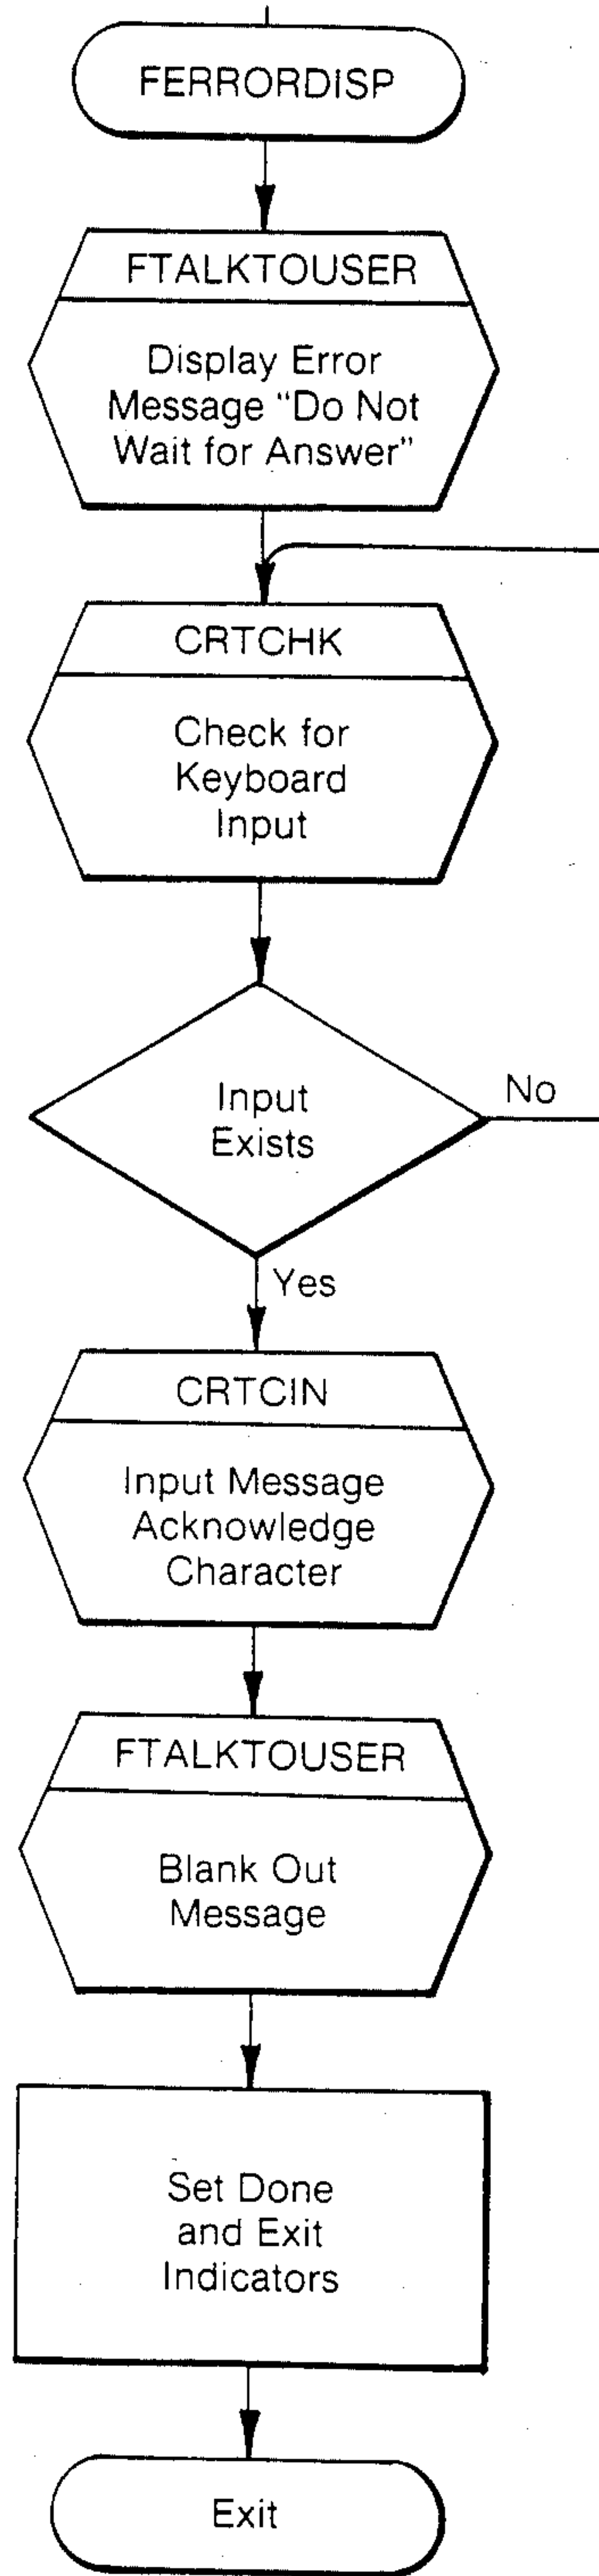 FERRORDISP
FTALKTOUSER
Display Error
Message "Do Not
Wait for Answer"
CRTCHK
Check for
Keyboard
Input
Input
Exists
No
Yes
CRTCIN
Input Message
Acknowledge
Character
FTALKTOUSER
Blank Out
Message
Set Done
and Exit
Indicators
Exit